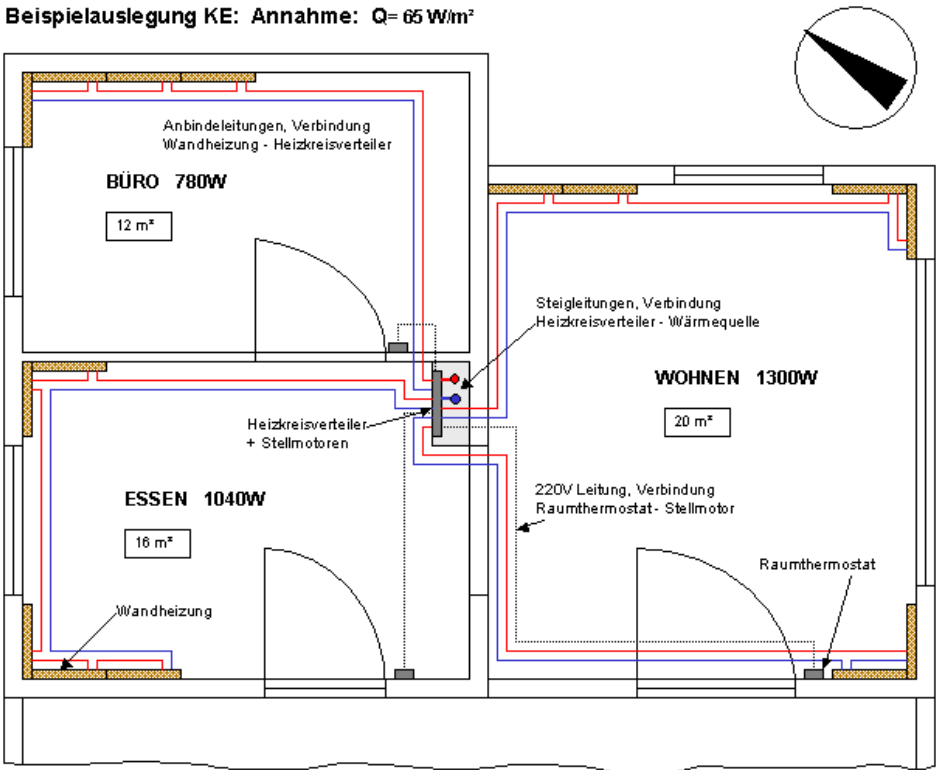 Beispielauslegung KE: Annahme: Q= 65 W/m²
Anbindeleitungen, Verbindung
Wandheizung - Heizkreisverteiler
BÜRO 780W
12 m²
Steigleitungen, Verbindung
Heizkreisverteiler - Wärmequelle
WOHNEN 1300W
20 m²
Heizkreisverteiler
+ Stellmotoren
ESSEN 1040W
16 m²
220V Leitung, Verbindung
Raumthermostat - Stellmotor
Raumthermostat
Wandheizung